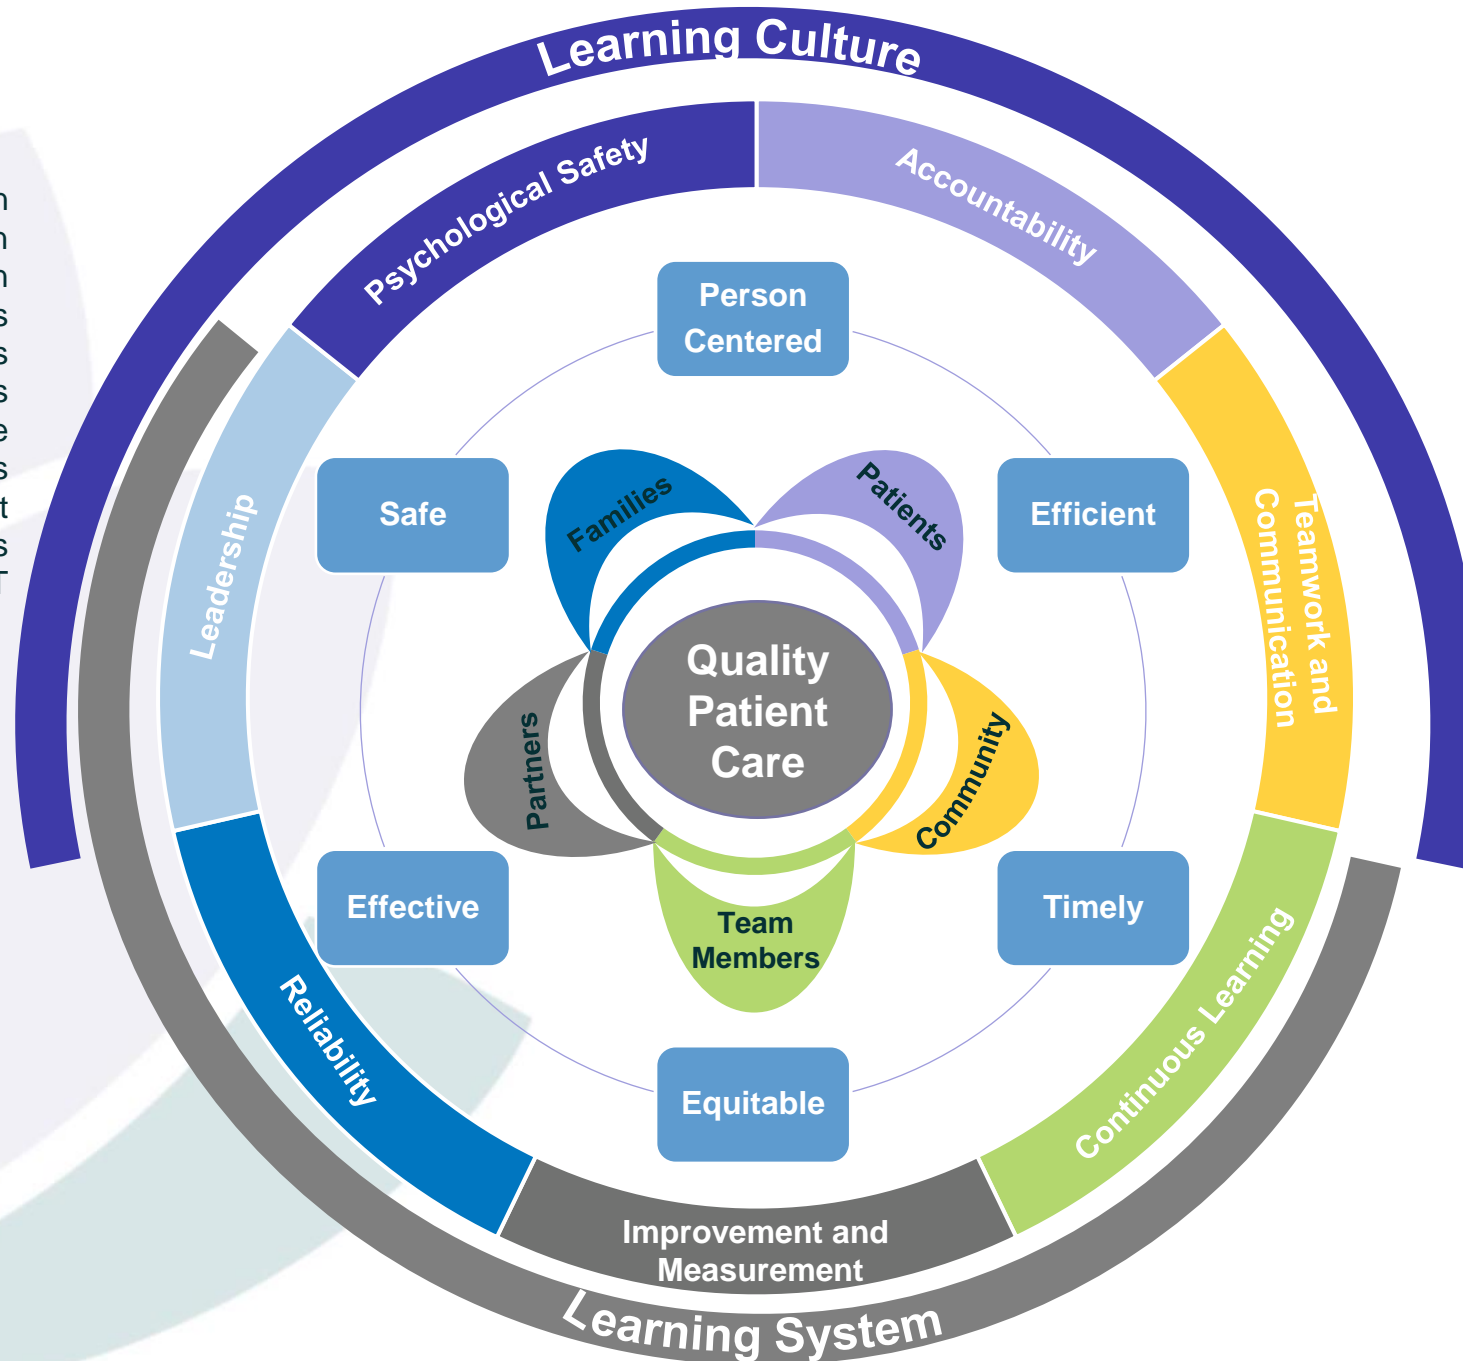 Learning Culture
Psychological Safety
Accountability
Person
Centered
Safe
Efficient
Families
Patients
Leadership
Teamwork and
Communication
Quality
Patient
Care
Partners
Community
Effective
Timely
Team
Members
Reliability
Continuous Learning
Equitable
Improvement and
Measurement
Learning System